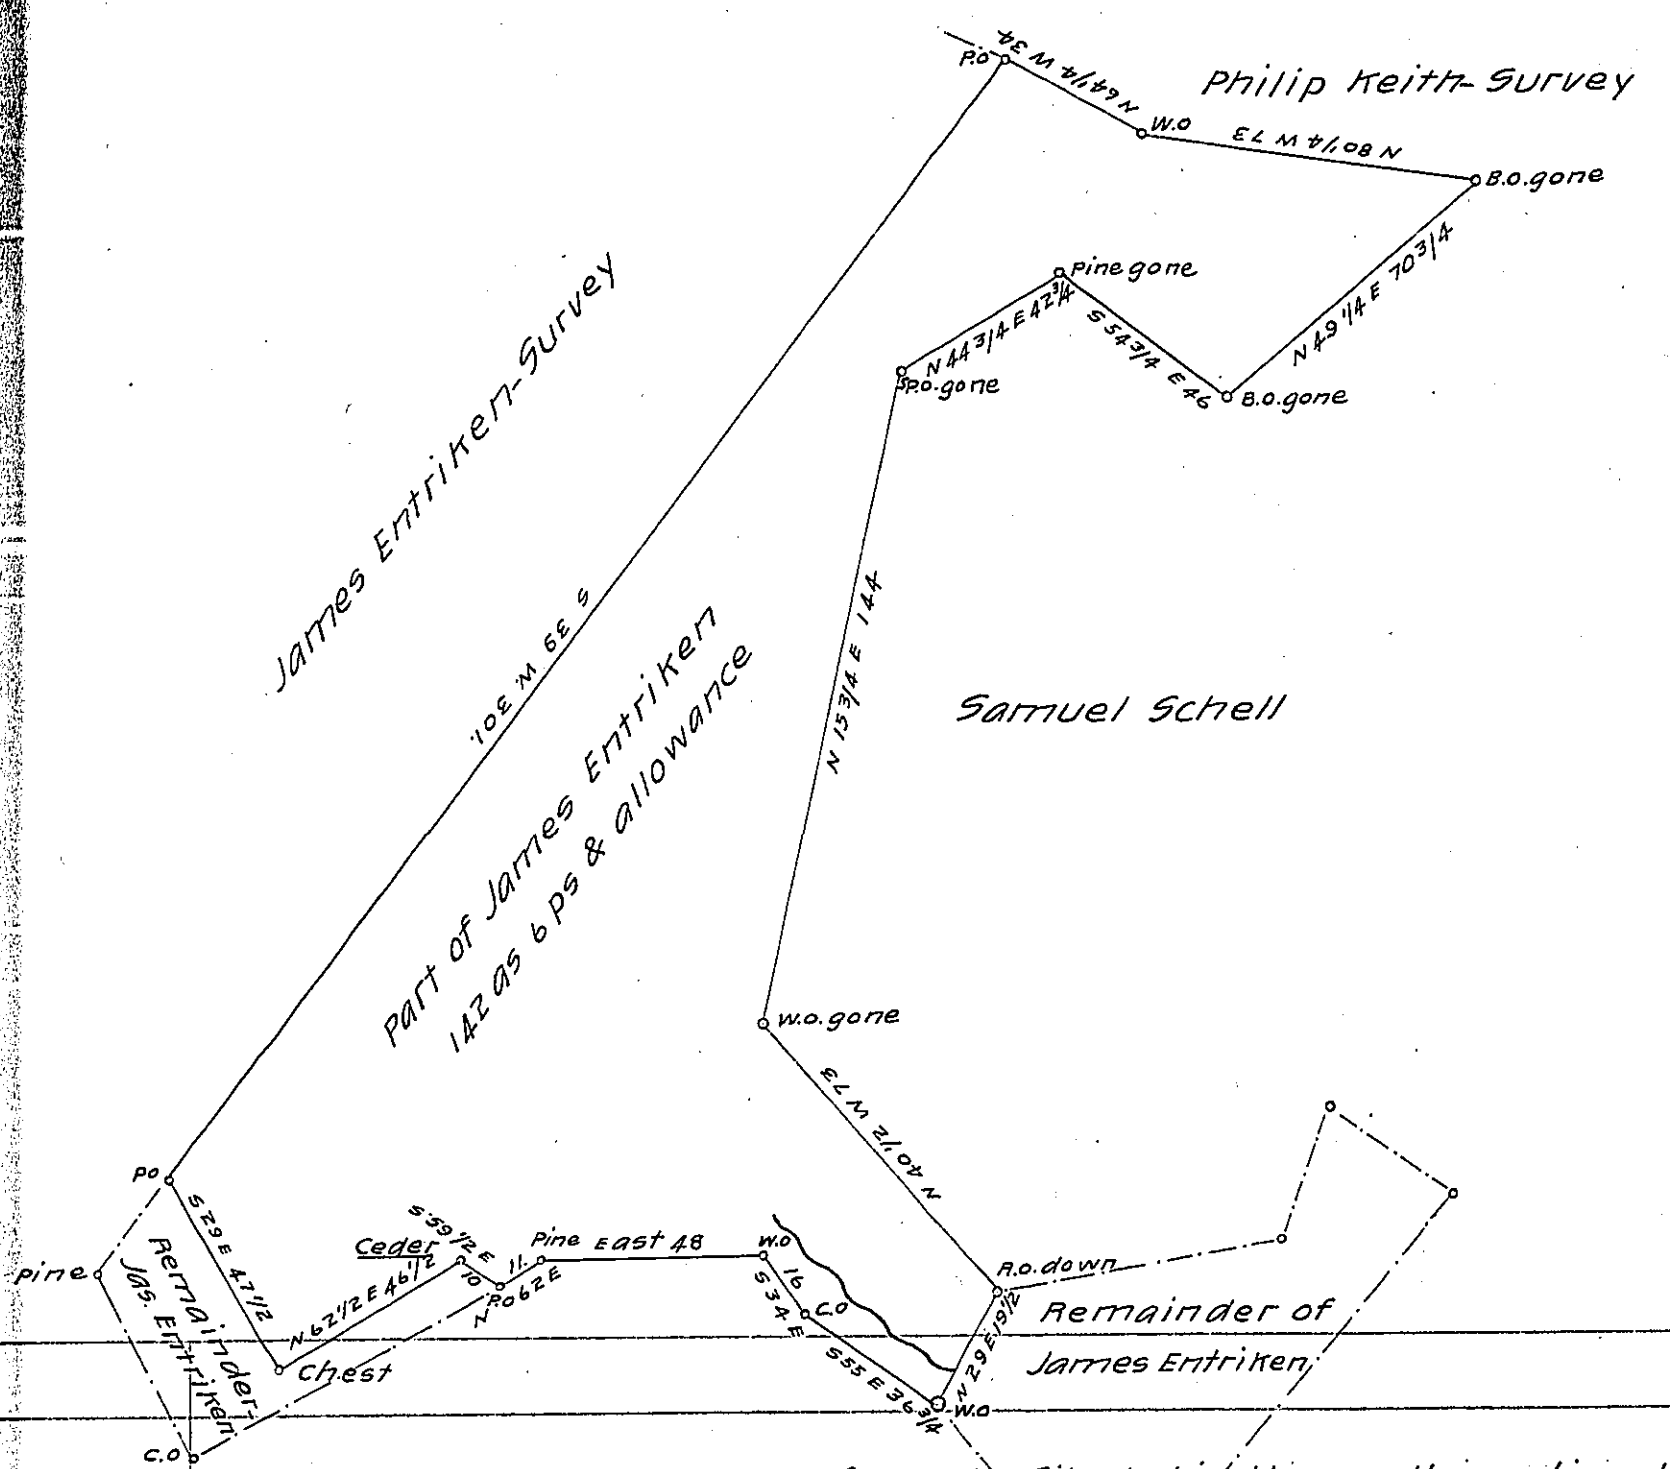 P.O
N 64 1/4 W 34
Philip Keith-Survey
W.O
N 80 1/4 W 73
B.O. gone
Pine gone
N 49 1/4 E 70 3/4
N 44 3/4 E 42 3/4
S 54 3/4 E 46
P.O. gone
B.O. gone
James Entriken-Survey
S 39 W. 301.
N 15 3/4 E 144
Part of James Entriken
142 as 6 ps & allowance
Samuel Schell
W.O. gone
N 40 1/2 W 73
PO
S 29 E 47 1/2
Pine
Remainder
Jas. Entriken
C.O
Chest
N 62 1/2 E 46 1/2
Ceder
S 59 1/2 E
10
P.O
11.
N 62 E
Pine
East 48
W.O
16
S 34 E
C.O
S 55 E 36 3/4
W.O
N 29 E 19 1/2
R.O. down
Remainder of
James Entriken